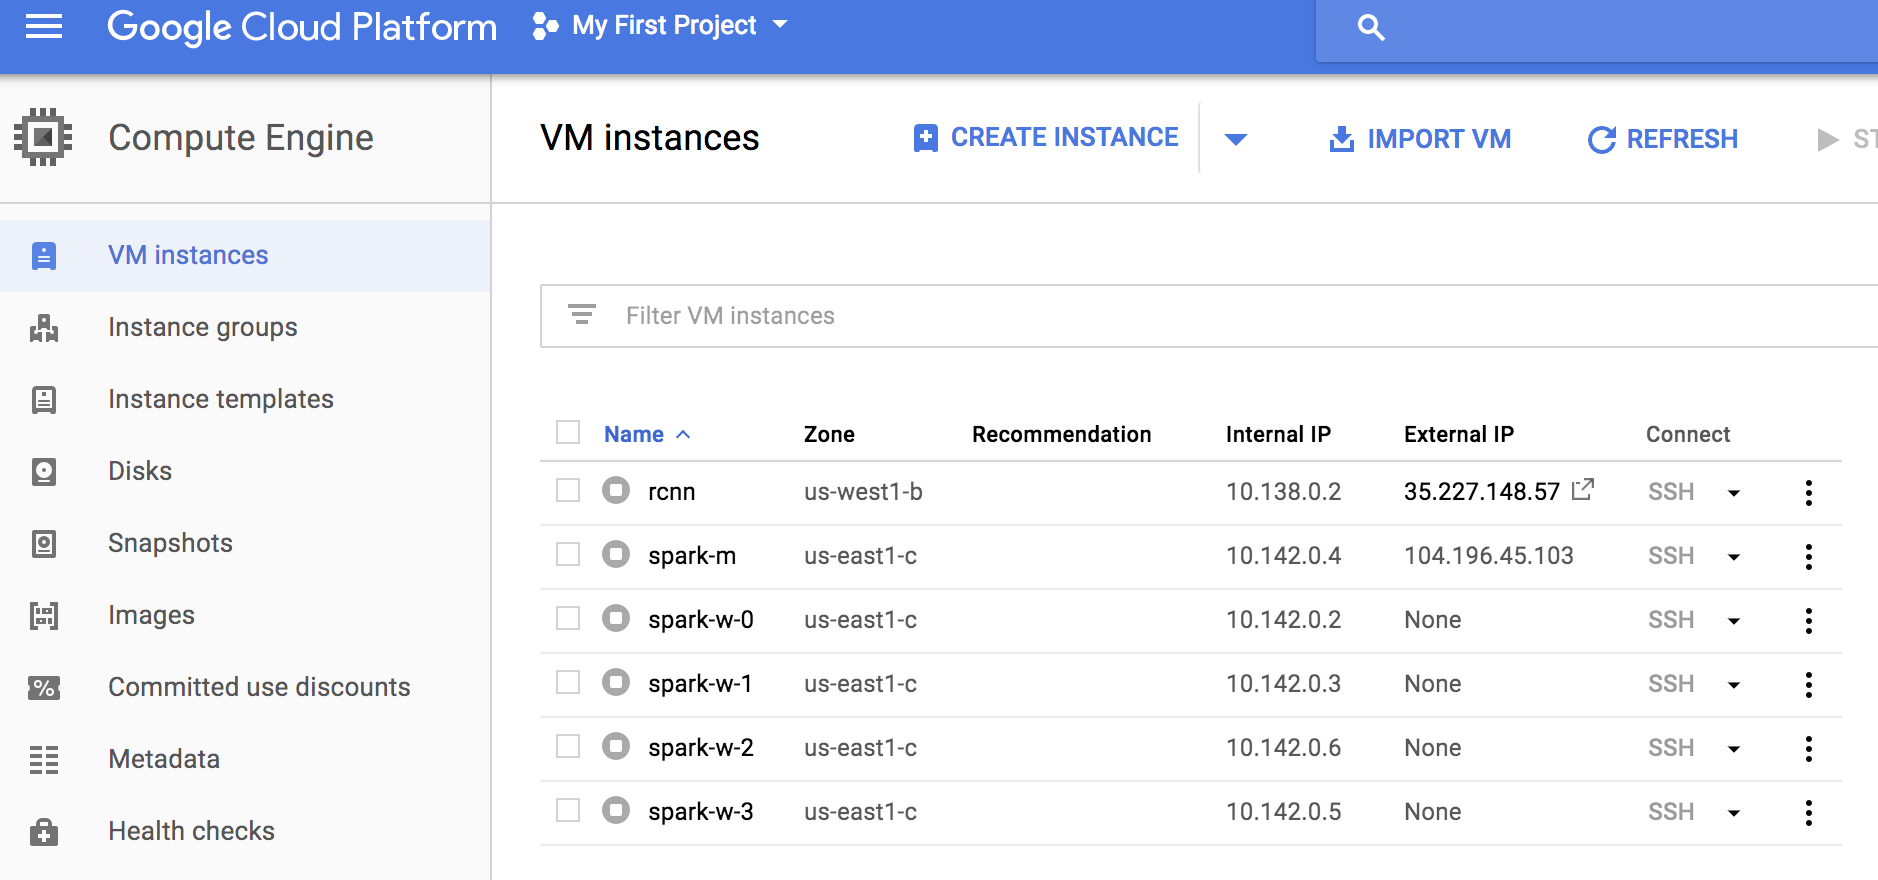 Google Cloud Platform My First Project
Compute Engine
VM instances
Instance groups
Instance templates
Disks
Snapshots
Images
Committed use discounts
Metadata
Health checks
VM instances CREATE INSTANCE IMPORT VM REFRESH ST
Filter VM instances
Name Zone Recommendation Internal IP External IP Connect
rcnn us-west1-b 10.138.0.2 35.227.148.57 SSH
spark-m us-east1-c 10.142.0.4 104.196.45.103 SSH
spark-w-0 us-east1-c 10.142.0.2 None SSH
spark-w-1 us-east1-c 10.142.0.3 None SSH
spark-w-2 us-east1-c 10.142.0.6 None SSH
spark-w-3 us-east1-c 10.142.0.5 None SSH